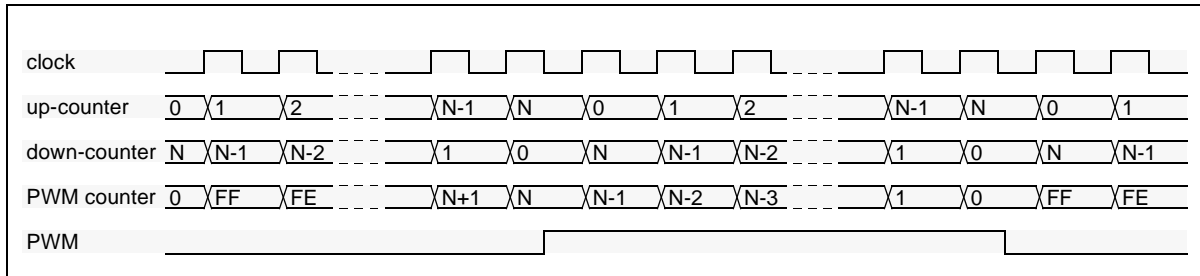 clock
up-counter 0 1 2 N-1 N 0 1 2 N-1 N 0 1
down-counter N N-1 N-2 1 0 N N-1 N-2 1 0 N N-1
PWM counter 0 FF FE N+1 N N-1 N-2 N-3 1 0 FF FE
PWM